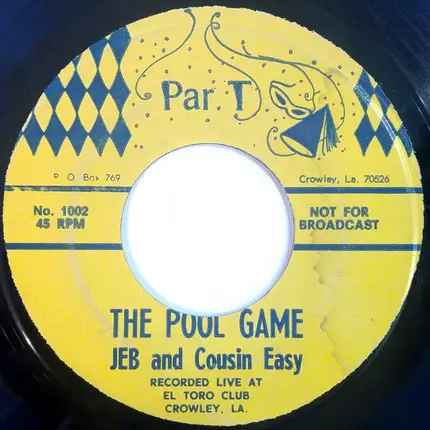 Par T
P. O. Box 769
Crowley, La. 70526
No. 1002
45 RPM
NOT FOR
BROADCAST
THE POOL GAME
JEB and Cousin Easy
RECORDED LIVE AT
EL TORO CLUB
CROWLEY, LA.